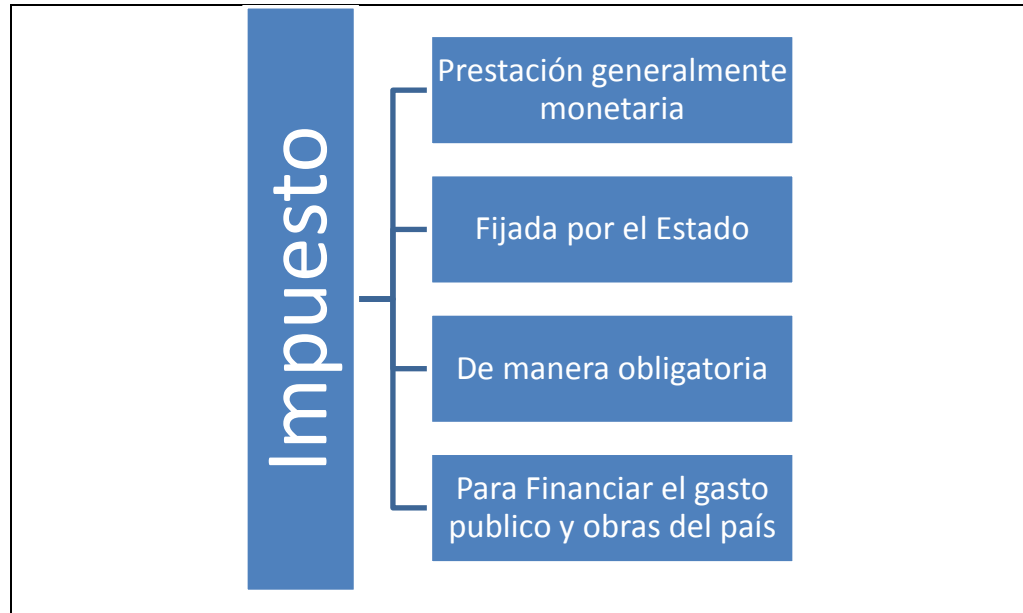 Impuesto
Prestación generalmente
monetaria
Fijada por el Estado
De manera obligatoria
Para Financiar el gasto
publico y obras del país